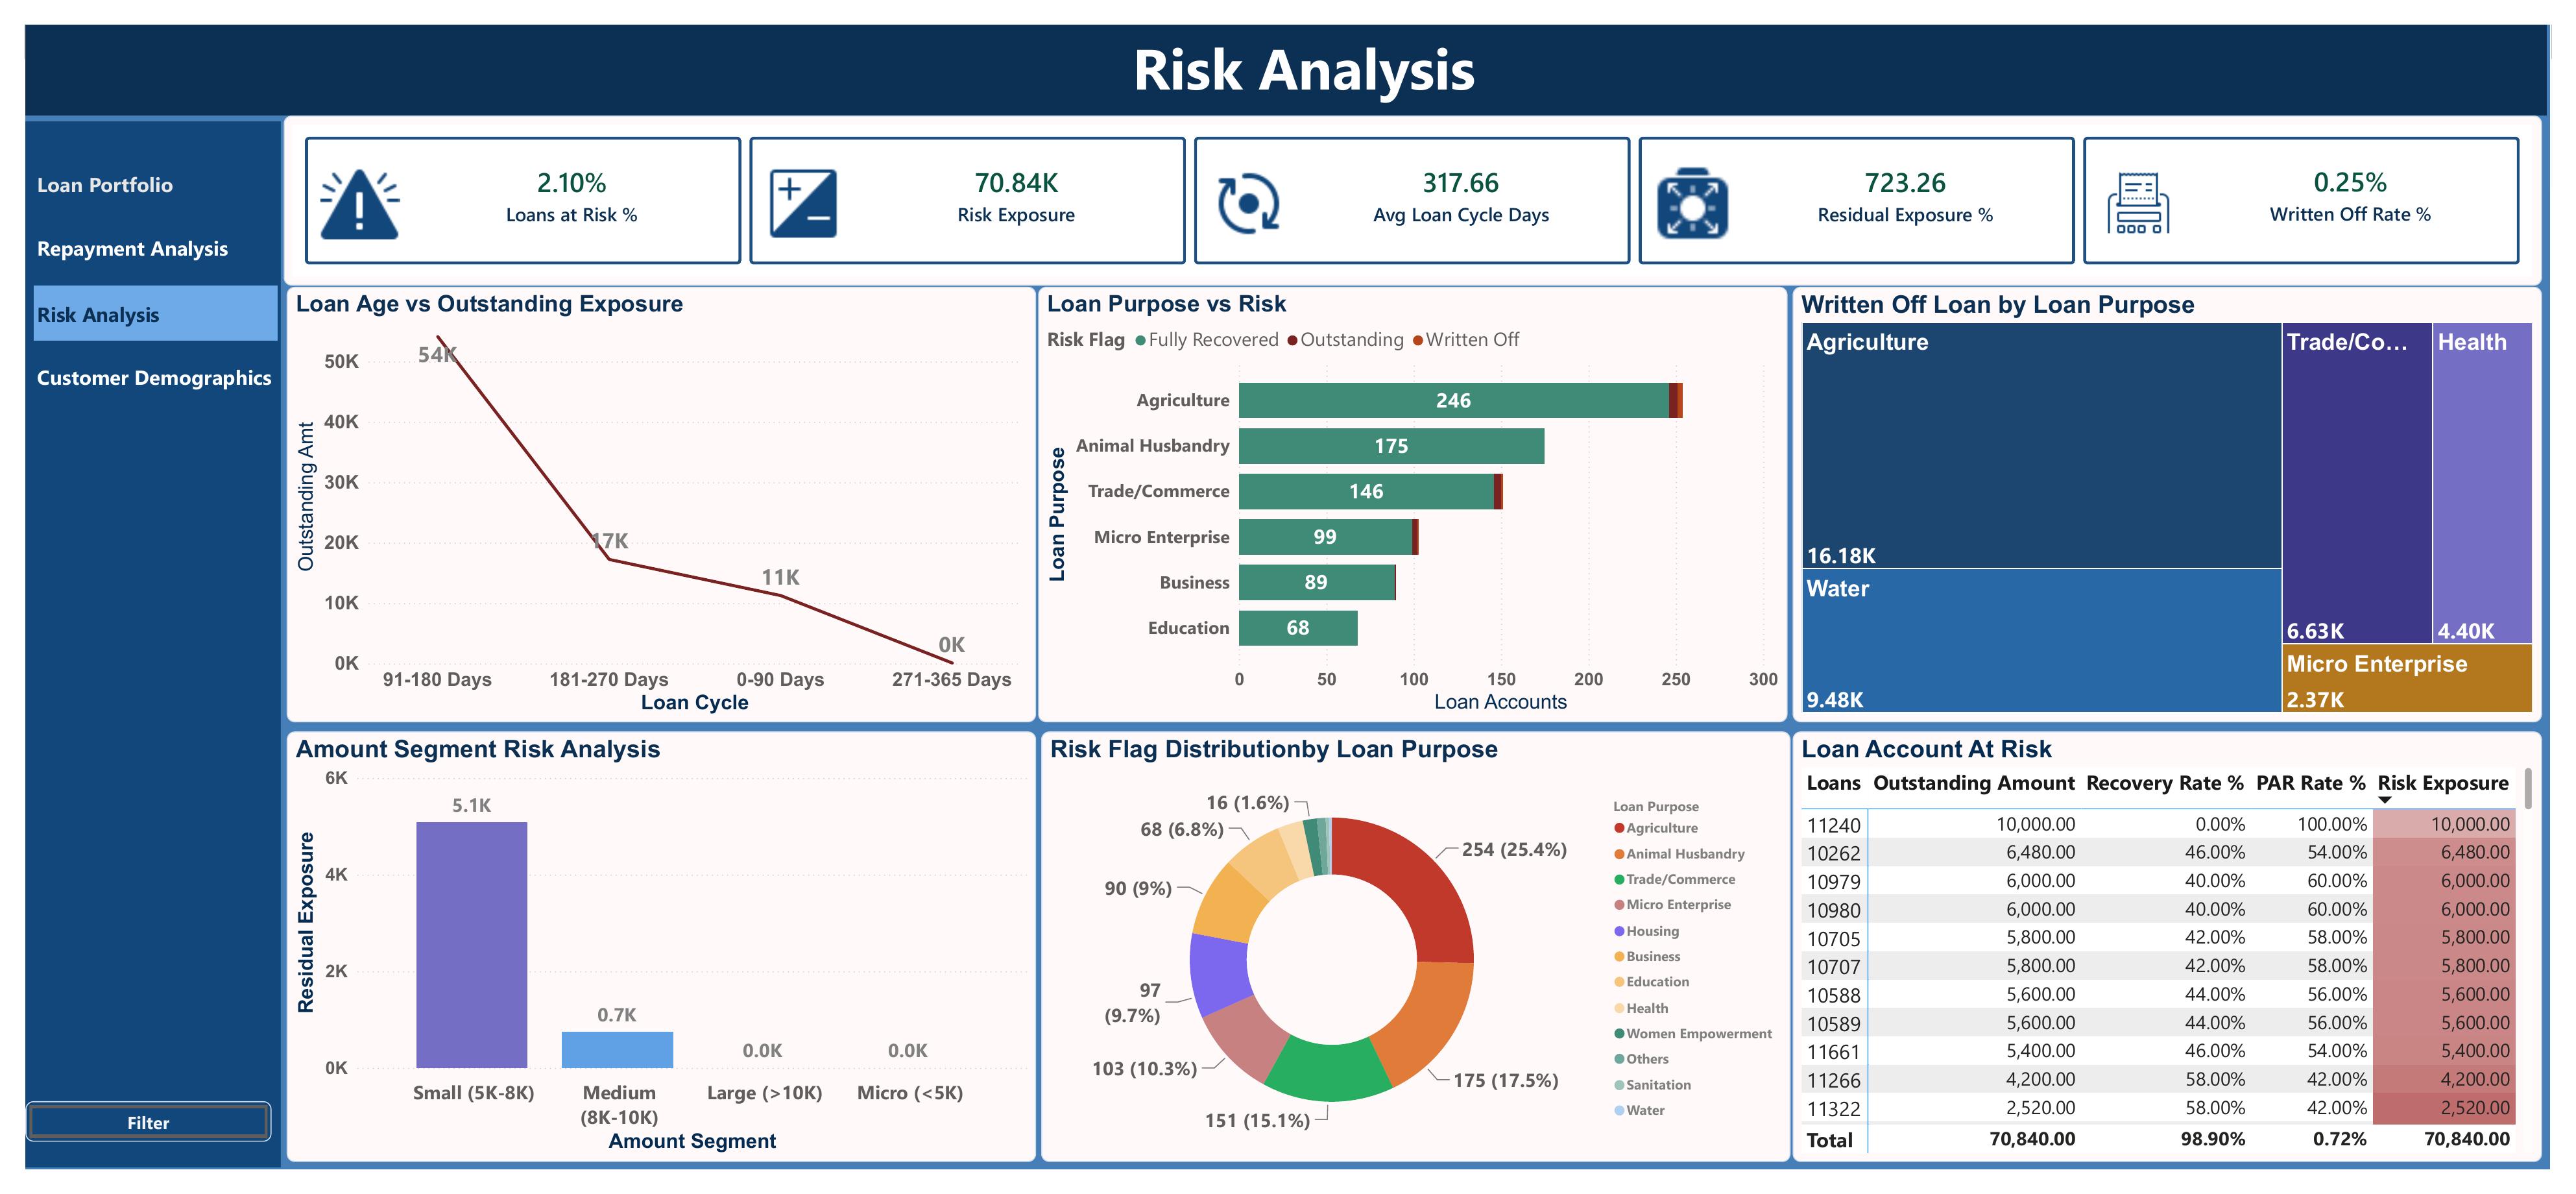 Risk Analysis
Loan Portfolio
Repayment Analysis
Risk Analysis
Customer Demographics
Filter
2.10%
Loans at Risk %
70.84K
Risk Exposure
317.66
Avg Loan Cycle Days
723.26
Residual Exposure %
0.25%
Written Off Rate %
Loan Age vs Outstanding Exposure
Outstanding Amt
50K
40K
30K
20K
10K
0K
54K
17K
11K
0K
91-180 Days
181-270 Days
0-90 Days
271-365 Days
Loan Cycle
Loan Purpose vs Risk
Risk Flag
Fully Recovered
Outstanding
Written Off
Loan Purpose
Agriculture
246
Animal Husbandry
175
Trade/Commerce
146
Micro Enterprise
99
Business
89
Education
68
0 50 100 150 200 250 300
Loan Accounts
Written Off Loan by Loan Purpose
Agriculture
16.18K
Water
9.48K
Trade/Co...
6.63K
Health
4.40K
Micro Enterprise
2.37K
Amount Segment Risk Analysis
Residual Exposure
6K
4K
2K
0K
5.1K
0.7K
0.0K
0.0K
Small (5K-8K)
Medium
(8K-10K)
Large (>10K)
Micro (<5K)
Amount Segment
Risk Flag Distributionby Loan Purpose
16 (1.6%)
68 (6.8%)
90 (9%)
97
(9.7%)
103 (10.3%)
151 (15.1%)
175 (17.5%)
254 (25.4%)
Loan Purpose
Agriculture
Animal Husbandry
Trade/Commerce
Micro Enterprise
Housing
Business
Education
Health
Women Empowerment
Others
Sanitation
Water
Loan Account At Risk
Loans Outstanding Amount Recovery Rate % PAR Rate % Risk Exposure
11240 10,000.00 0.00% 100.00% 10,000.00
10262 6,480.00 46.00% 54.00% 6,480.00
10979 6,000.00 40.00% 60.00% 6,000.00
10980 6,000.00 40.00% 60.00% 6,000.00
10705 5,800.00 42.00% 58.00% 5,800.00
10707 5,800.00 42.00% 58.00% 5,800.00
10588 5,600.00 44.00% 56.00% 5,600.00
10589 5,600.00 44.00% 56.00% 5,600.00
11661 5,400.00 46.00% 54.00% 5,400.00
11266 4,200.00 58.00% 42.00% 4,200.00
11322 2,520.00 58.00% 42.00% 2,520.00
Total 70,840.00 98.90% 0.72% 70,840.00